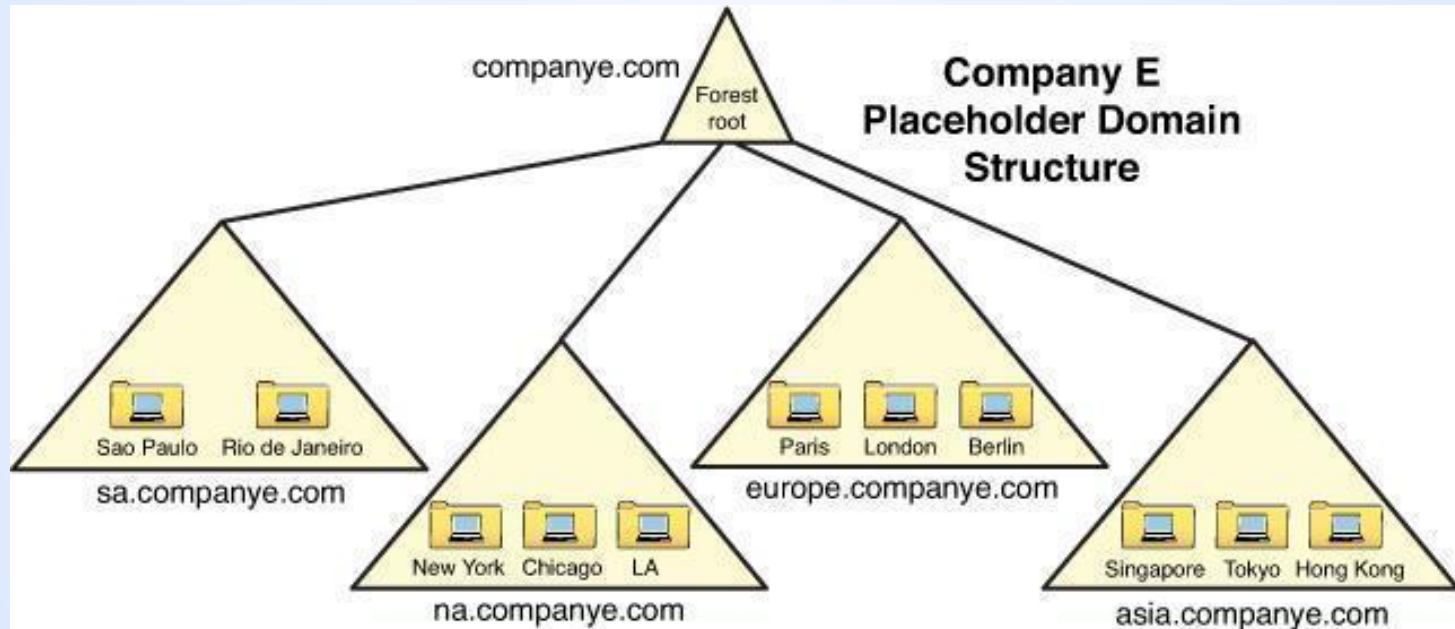 companye.com
Forest
root
Company E
Placeholder Domain
Structure
Sao Paulo Rio de Janeiro
sa.companye.com
New York Chicago LA
na.companye.com
Paris London Berlin
europe.companye.com
Singapore Tokyo Hong Kong
asia.companye.com